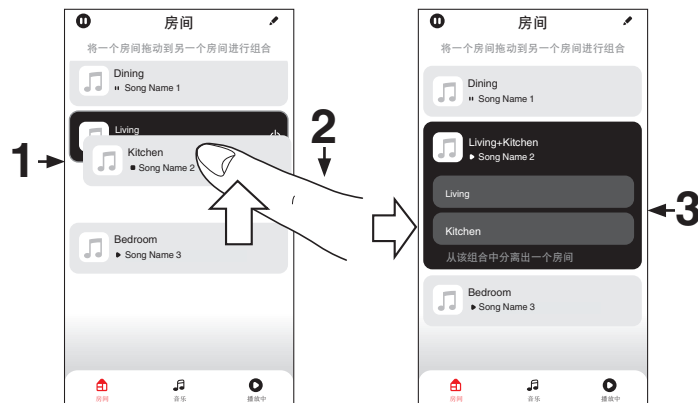 房间
将一个房间拖动到另一个房间进行组合
Dining
Song Name 1
Living
Kitchen
Song Name 2
Bedroom
Song Name 3
房间
音乐
播放中
1
2
房间
将一个房间拖动到另一个房间进行组合
Dining
Song Name 1
Living+Kitchen
Song Name 2
Living
Kitchen
从该组合中分离出一个房间
Bedroom
Song Name 3
房间
音乐
播放中
3